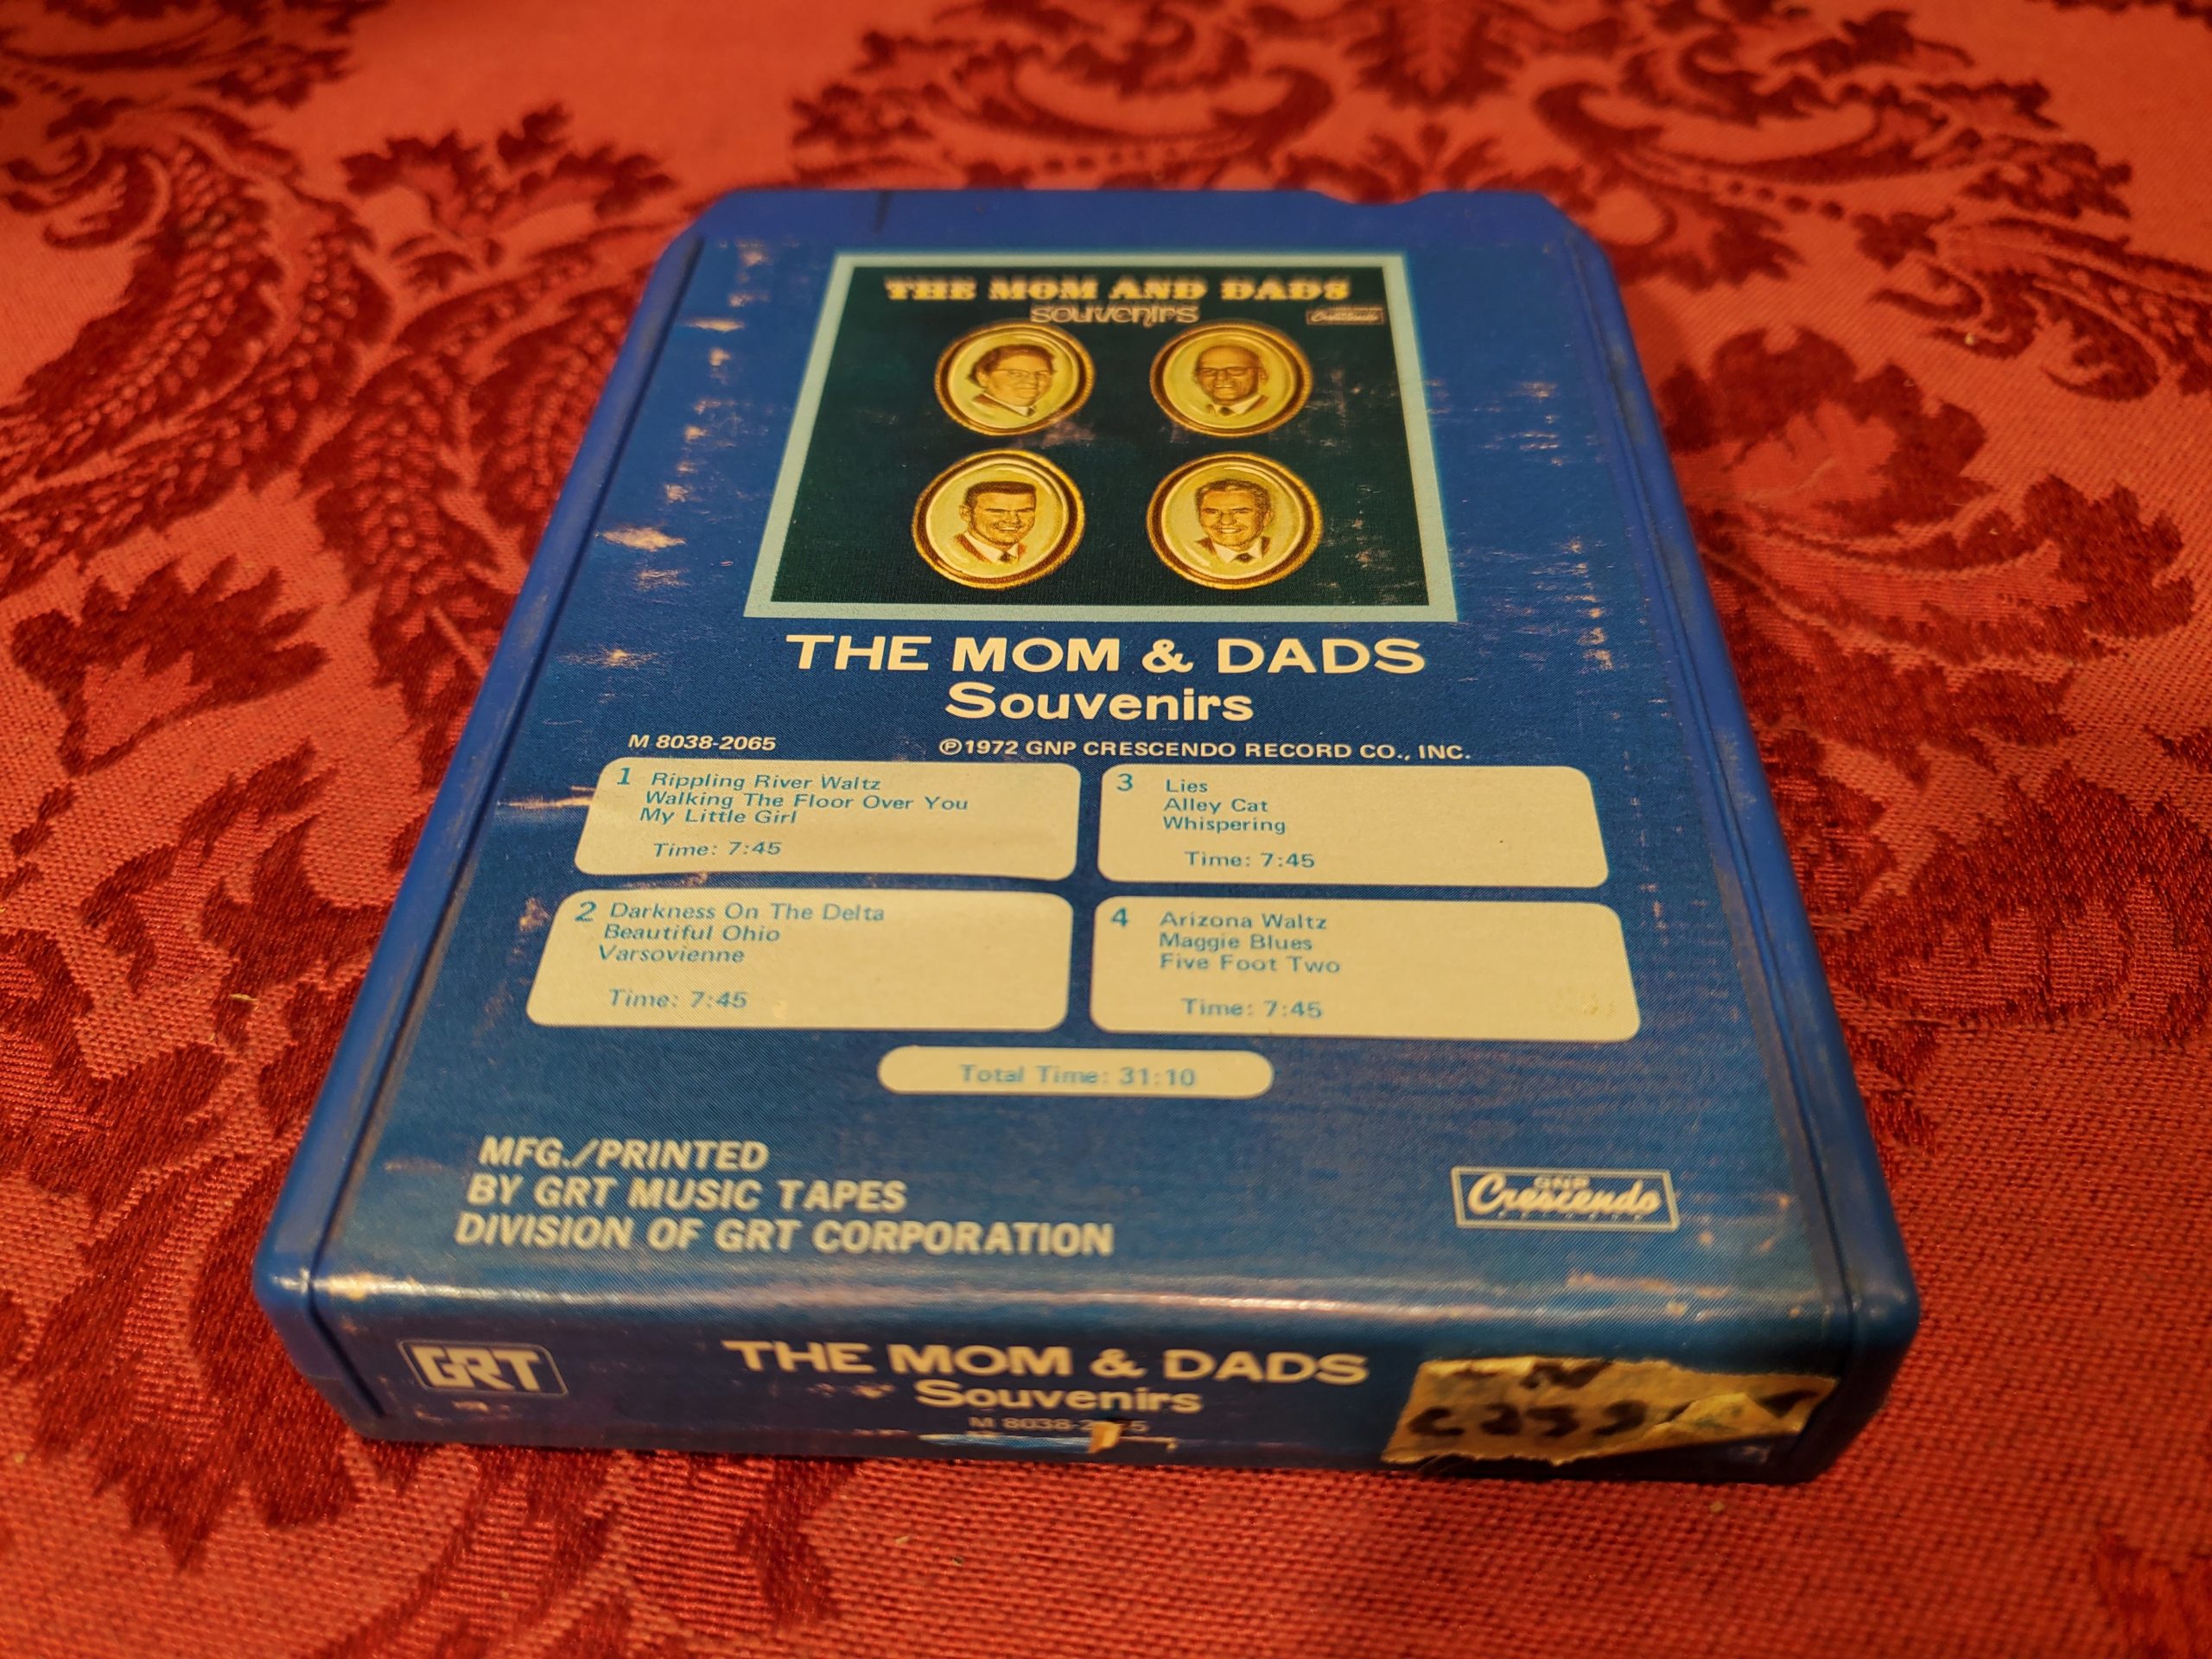 THE MOM AND DADS
SOUVENIRS
Crescendo
THE MOM & DADS
Souvenirs
M 8038-2065
℗1972 GNP CRESCENDO RECORD CO., INC.
1 Rippling River Waltz
Walking The Floor Over You
My Little Girl
Time: 7:45
2 Darkness On The Delta
Beautiful Ohio
Varsovienne
Time: 7:45
3 Lies
Alley Cat
Whispering
Time: 7:45
4 Arizona Waltz
Maggie Blues
Five Foot Two
Time: 7:45
Total Time: 31:10
MFG./PRINTED
BY GRT MUSIC TAPES
DIVISION OF GRT CORPORATION
GNP
Crescendo
GRT
THE MOM & DADS
Souvenirs